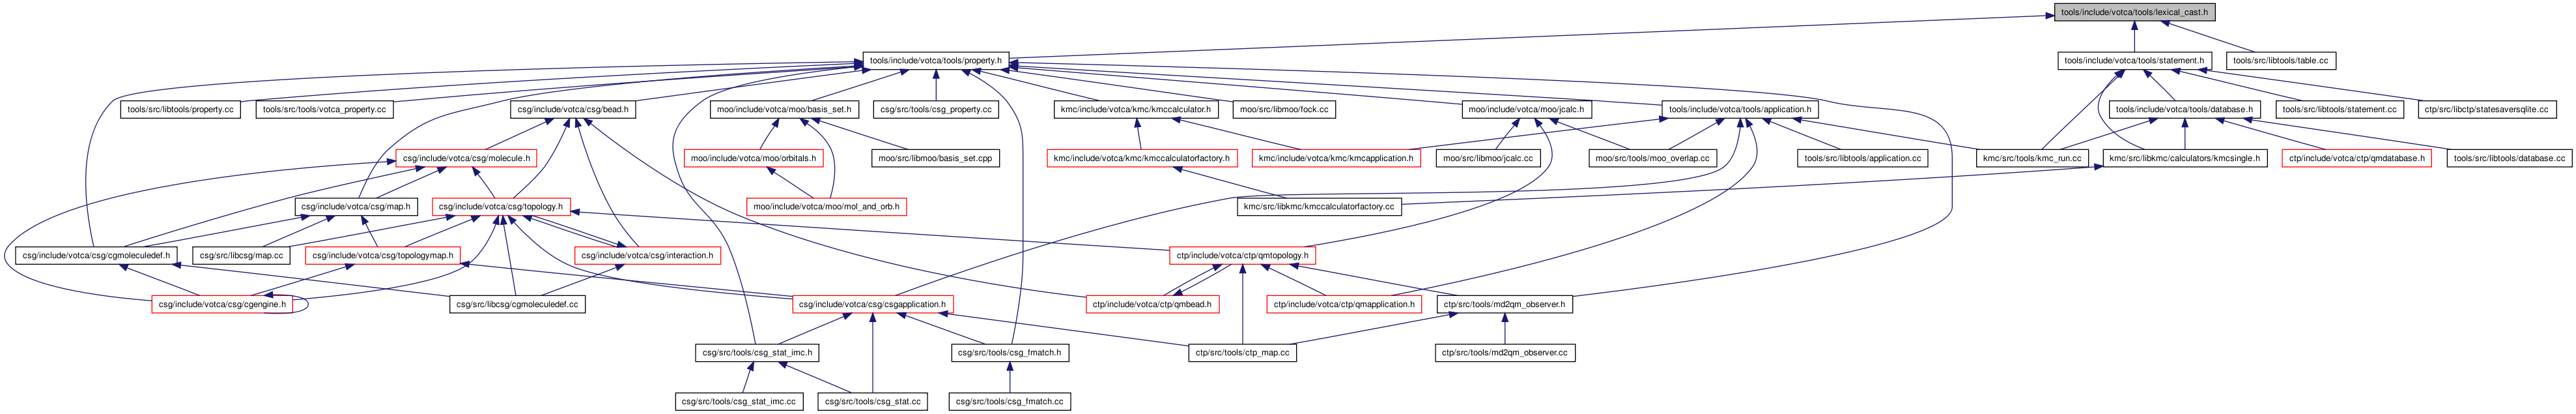 tools/include/votca/tools/lexical_cast.h
tools/include/votca/tools/property.h
tools/include/votca/tools/statement.h
tools/src/libtools/table.cc
tools/src/libtools/property.cc
tools/src/tools/votca_property.cc
csg/include/votca/csg/bead.h
moo/include/votca/moo/basis_set.h
csg/src/tools/csg_property.cc
kmc/include/votca/kmc/kmccalculator.h
moo/src/libmoo/fock.cc
moo/include/votca/moo/jcalc.h
tools/include/votca/tools/application.h
tools/include/votca/tools/database.h
tools/src/libtools/statement.cc
ctp/src/libctp/statesaversqlite.cc
csg/include/votca/csg/molecule.h
moo/include/votca/moo/orbitals.h
moo/src/libmoo/basis_set.cpp
kmc/include/votca/kmc/kmccalculatorfactory.h
kmc/include/votca/kmc/kmcapplication.h
moo/src/libmoo/jcalc.cc
moo/src/tools/moo_overlap.cc
tools/src/libtools/application.cc
kmc/src/tools/kmc_run.cc
kmc/src/libkmc/calculators/kmcsingle.h
ctp/include/votca/ctp/qmdatabase.h
tools/src/libtools/database.cc
csg/include/votca/csg/map.h
csg/include/votca/csg/topology.h
moo/include/votca/moo/mol_and_orb.h
kmc/src/libkmc/kmccalculatorfactory.cc
csg/include/votca/csg/cgmoleculedef.h
csg/src/libcsg/map.cc
csg/include/votca/csg/topologymap.h
csg/include/votca/csg/interaction.h
ctp/include/votca/ctp/qmtopology.h
csg/include/votca/csg/cgengine.h
csg/src/libcsg/cgmoleculedef.cc
csg/include/votca/csg/csgapplication.h
ctp/include/votca/ctp/qmbead.h
ctp/include/votca/ctp/qmapplication.h
ctp/src/tools/md2qm_observer.h
csg/src/tools/csg_stat_imc.h
csg/src/tools/csg_fmatch.h
ctp/src/tools/ctp_map.cc
ctp/src/tools/md2qm_observer.cc
csg/src/tools/csg_stat_imc.cc
csg/src/tools/csg_stat.cc
csg/src/tools/csg_fmatch.cc